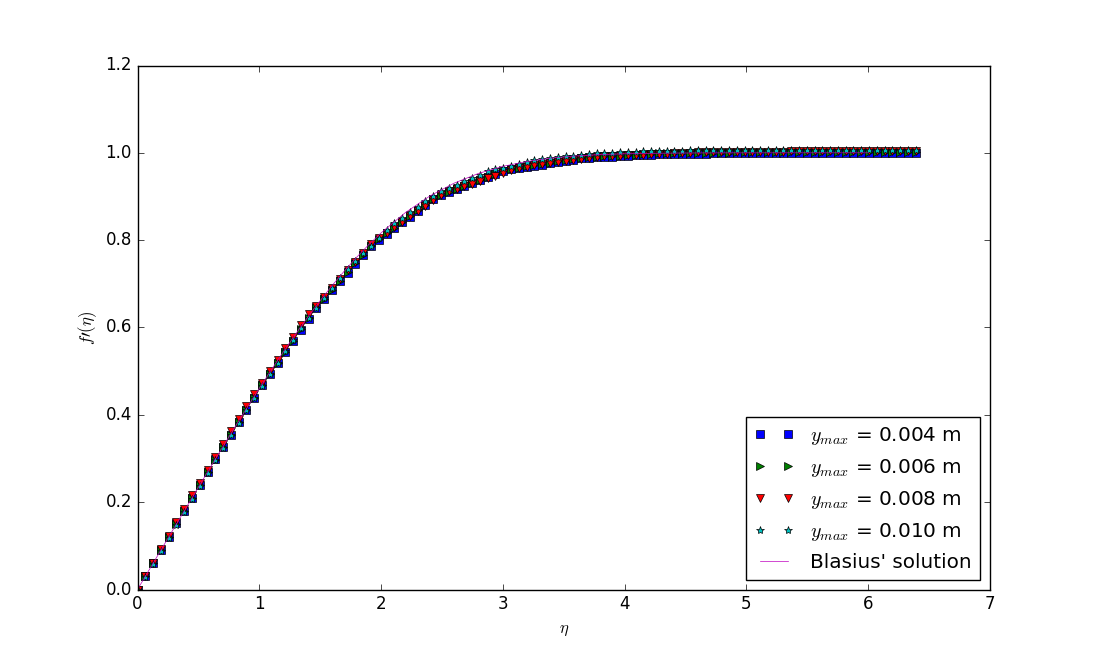 1.2
1.0
0.8
0.6
0.4
0.2
0.0
f′(η)
0 1 2 3 4 5 6 7
η
y_max = 0.004 m
y_max = 0.006 m
y_max = 0.008 m
y_max = 0.010 m
Blasius' solution